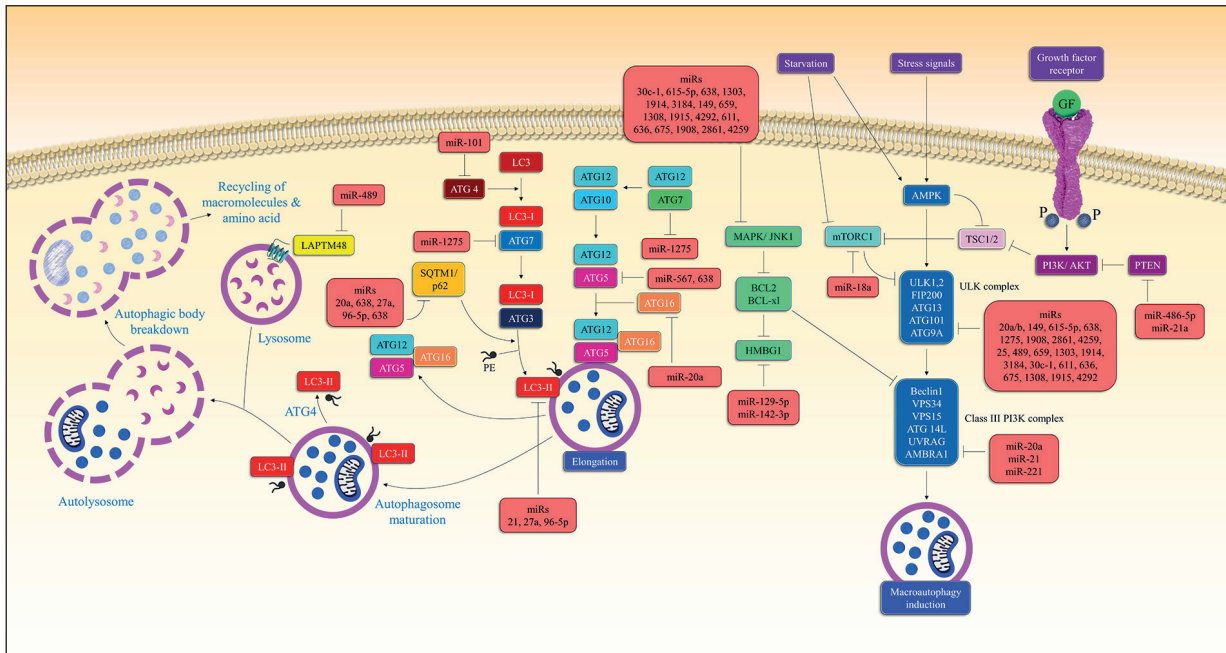 miRs
30c-1, 615-5p, 638, 1303,
1914, 3184, 149, 659,
1308, 1915, 4292, 611,
636, 675, 1908, 2861, 4259
Starvation
Stress signals
Growth factor
receptor
GF
P
P
miR-101
LC3
ATG 4
LC3-I
ATG7
miR-1275
LC3-I
ATG3
PE
LC3-II
SQTM1/
p62
miRs
20a, 638, 27a,
96-5p, 638
ATG12
ATG10
ATG12
ATG7
miR-1275
ATG12
ATG5
miR-567, 638
ATG16
ATG12
ATG5
ATG16
miR-20a
Elongation
ATG12
ATG5
ATG16
miRs
21, 27a, 96-5p
Autophagosome
maturation
LC3-II
LC3-II
LC3-II
ATG4
Recycling of
macromolecules &
amino acid
miR-489
LAPTM48
Lysosome
Autophagic body
breakdown
Autolysosome
MAPK/ JNK1
BCL2
BCL-xl
HMBG1
miR-129-5p
miR-142-3p
AMPK
mTORC1
TSC1/2
PI3K/ AKT
PTEN
miR-18a
miR-486-5p
miR-21a
ULK1,2
FIP200
ATG13
ATG101
ATG9A
ULK complex
miRs
20a/b, 149, 615-5p, 638,
1275, 1908, 2861, 4259,
25, 489, 659, 1303, 1914,
3184, 30c-1, 611, 636,
675, 1308, 1915, 4292
Beclin1
VPS34
VPS15
ATG 14L
UVRAG
AMBRA1
Class III PI3K complex
miR-20a
miR-21
miR-221
Macroautophagy
induction